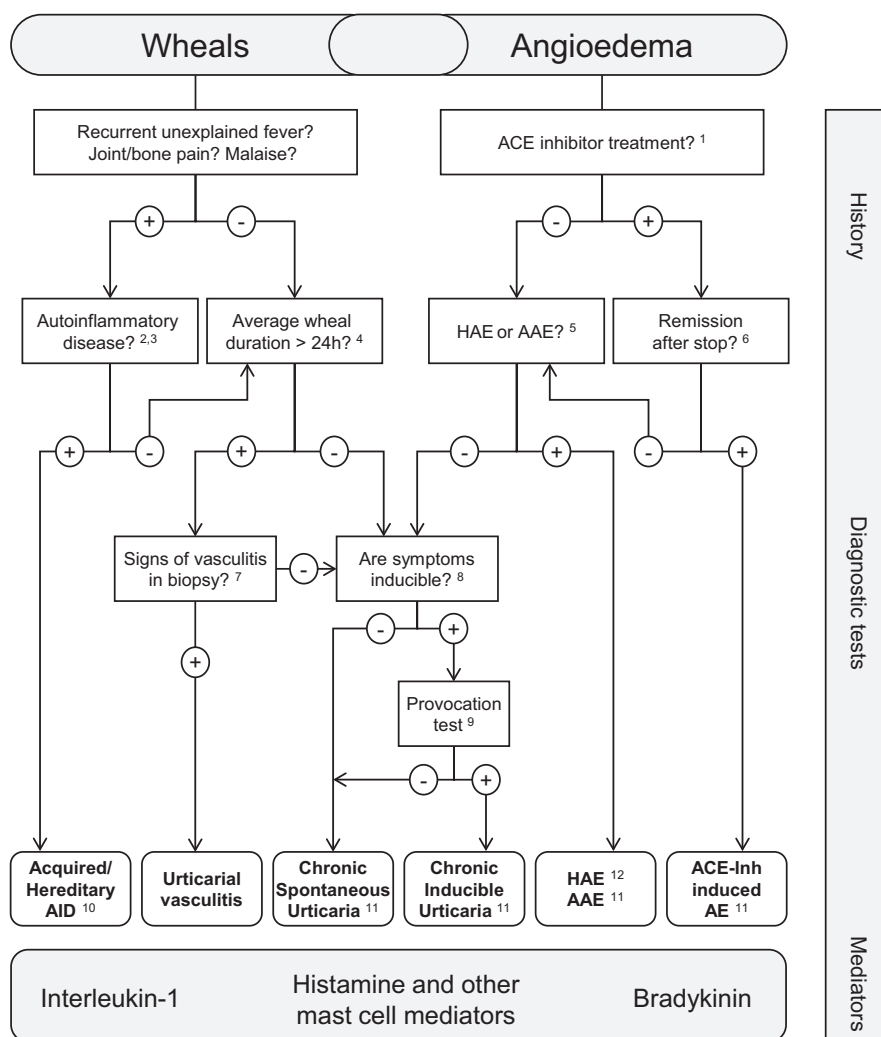 Wheals
Angioedema
Recurrent unexplained fever?
Joint/bone pain? Malaise?
ACE inhibitor treatment? 1
History
+
-
-
+
Autoinflammatory
disease? 2,3
Average wheal
duration > 24h? 4
HAE or AAE? 5
Remission
after stop? 6
+
-
+
-
-
+
-
+
Diagnostic tests
Signs of vasculitis
in biopsy? 7
-
Are symptoms
inducible? 8
-
+
+
Provocation
test 9
-
+
Acquired/
Hereditary
AID 10
Urticarial
vasculitis
Chronic
Spontaneous
Urticaria 11
Chronic
Inducible
Urticaria 11
HAE 12
AAE 11
ACE-Inh
induced
AE 11
Mediators
Interleukin-1
Histamine and other
mast cell mediators
Bradykinin